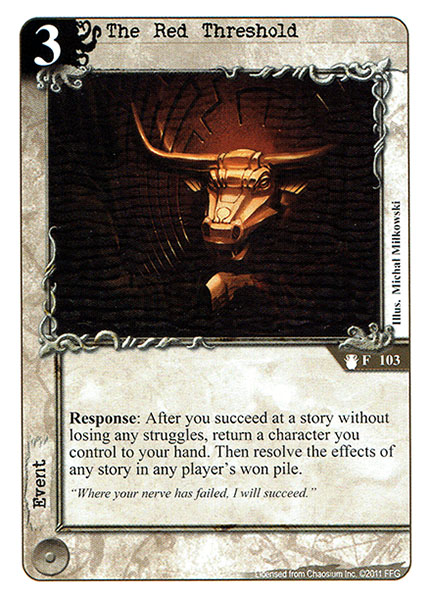 3
The Red Threshold
Illus. Michal Milkowski
F 103
Response: After you succeed at a story without
losing any struggles, return a character you
control to your hand. Then resolve the effects of
any story in any player's won pile.
"Where your nerve has failed, I will succeed."
Event
Licensed from Chaosium Inc. ©2011 FFG